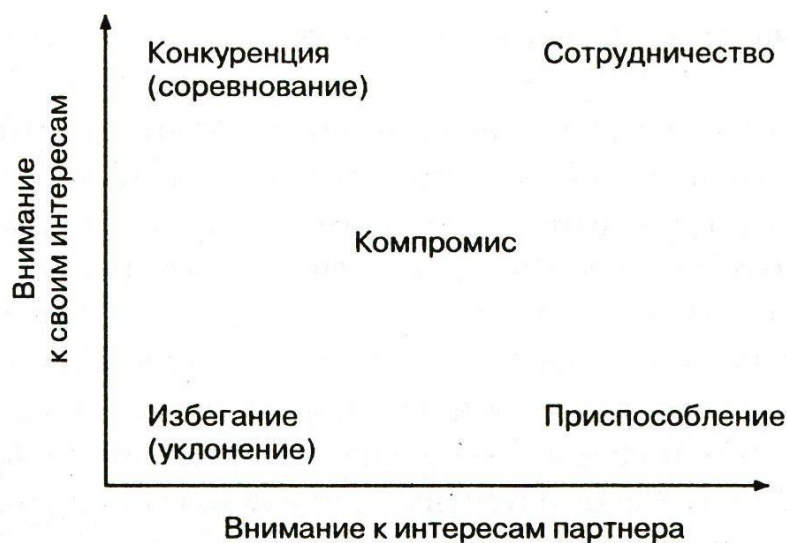 Конкуренция
(соревнование)
Сотрудничество
Внимание
к своим интересам
Компромис
Избегание
(уклонение)
Приспособление
Внимание к интересам партнера